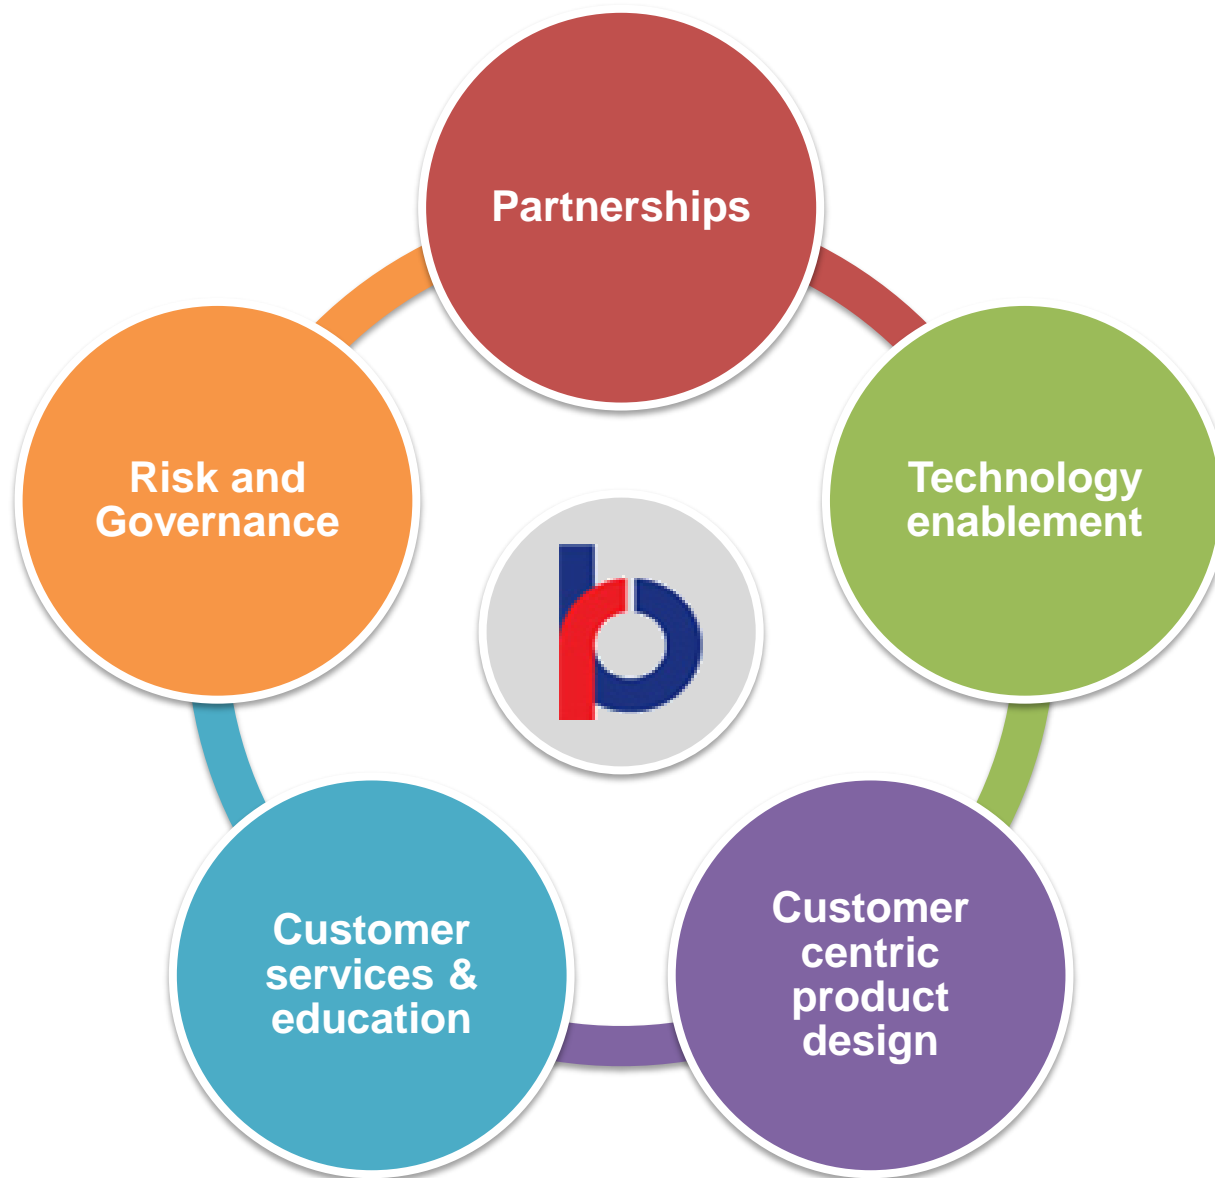 Partnerships
Technology
enablement
Customer
centric
product
design
Customer
services &
education
Risk and
Governance